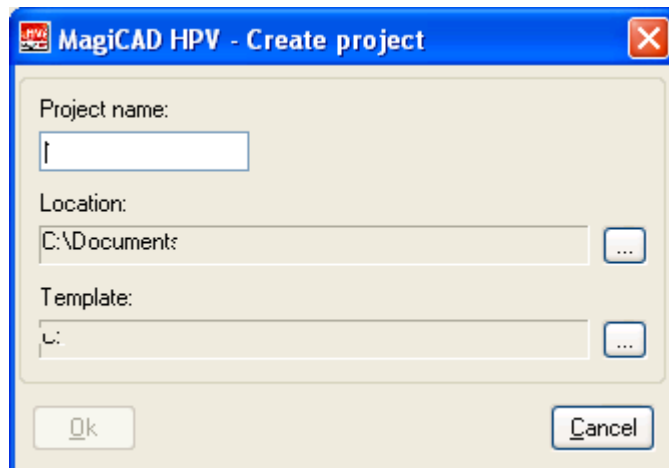 MagiCAD HPV - Create project
Project name:
Location:
C:\Documents
...
Template:
C:
...
Ok
Cancel